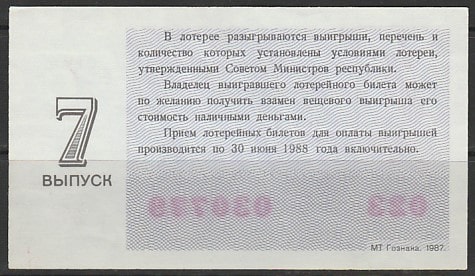 В лотерее разыгрываются выигрыши, перечень и
количество которых установлены условиями лотереи,
утвержденными Советом Министров республики.
Владелец выигравшего лотерейного билета может
по желанию получить взамен вещевого выигрыша его
стоимость наличными деньгами.
Прием лотерейных билетов для оплаты выигрышей
производится по 30 июня 1988 года включительно.
7
ВЫПУСК
МТ Гознака. 1987.